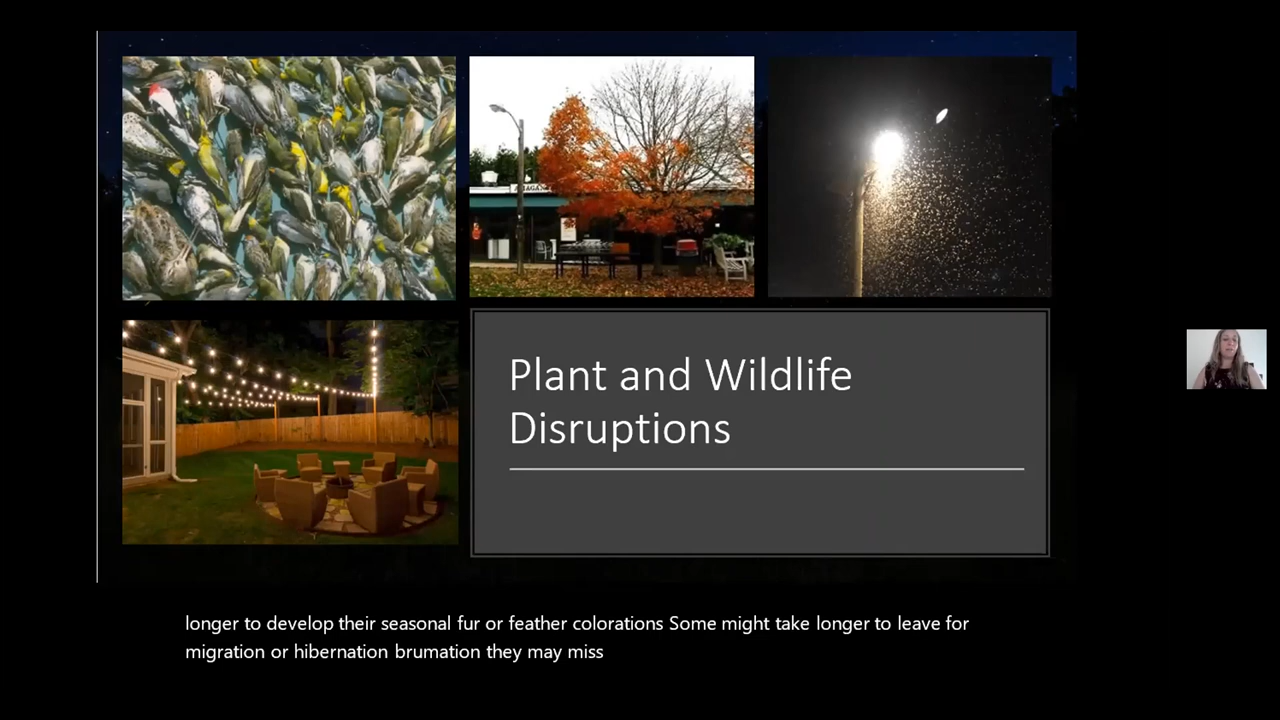 Plant and Wildlife
Disruptions
longer to develop their seasonal fur or feather colorations Some might take longer to leave for
migration or hibernation brumation they may miss